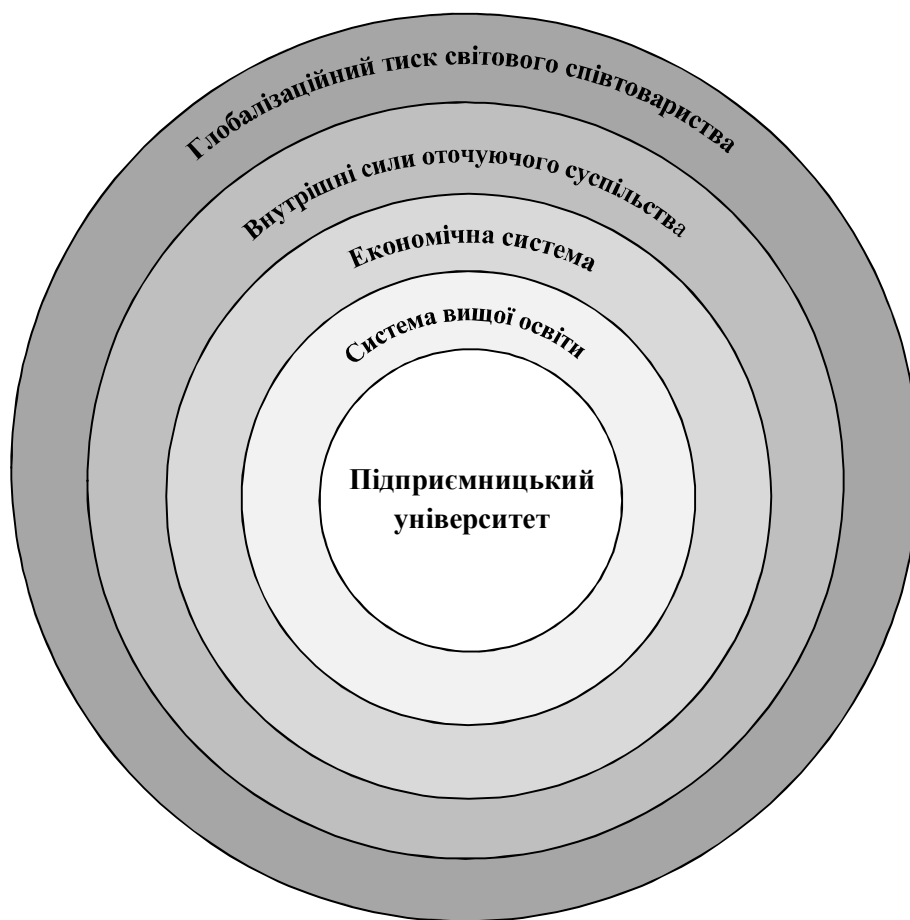 Глобалізаційний тиск світового співтовариства
Внутрішні сили оточуючого суспільства
Економічна система
Система вищої освіти
Підприємницький
університет